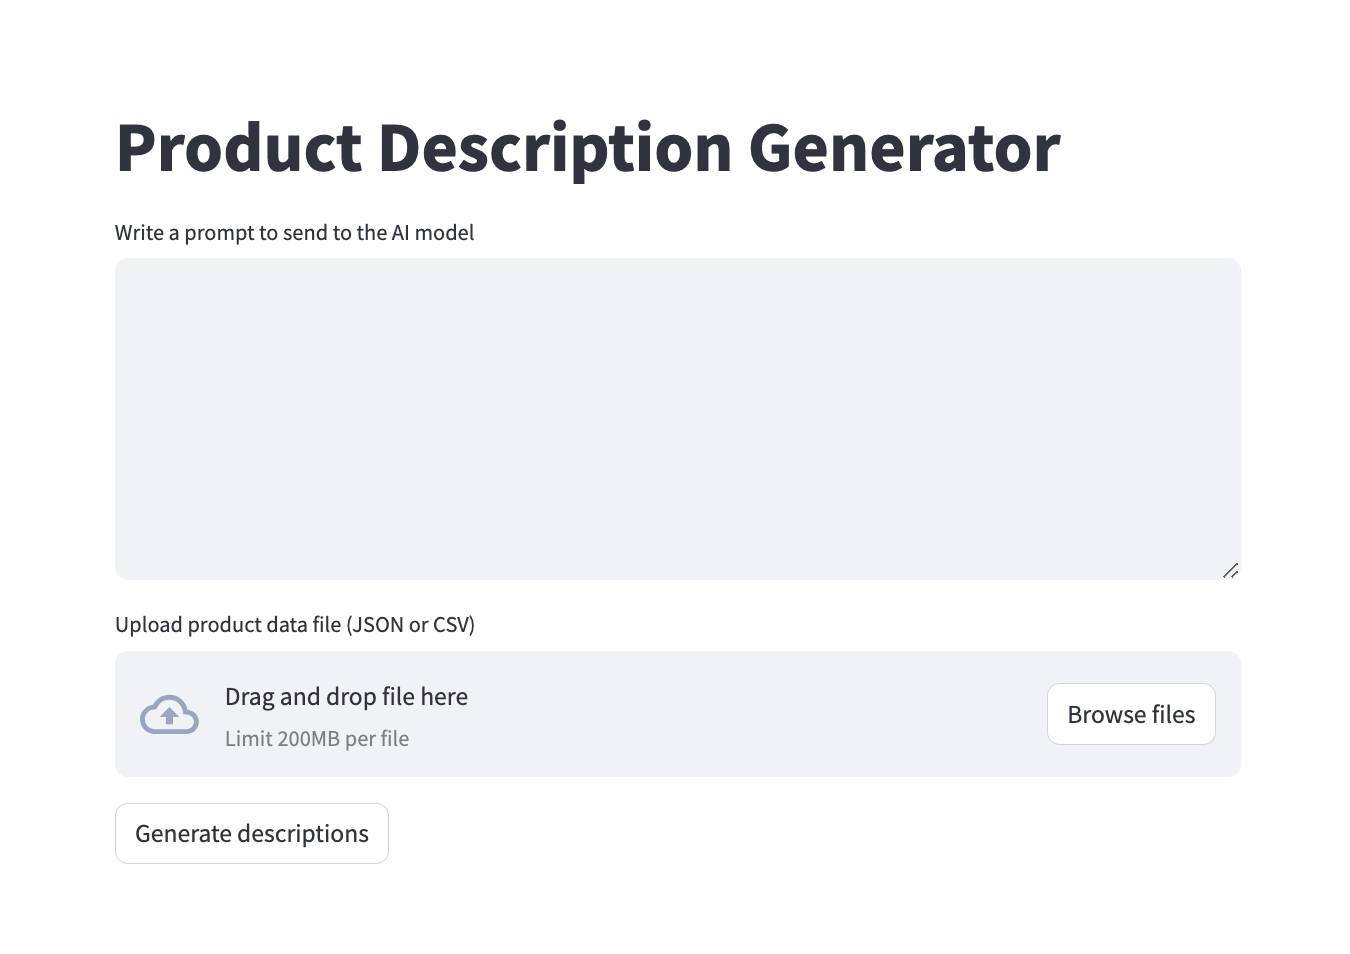 Product Description Generator
Write a prompt to send to the AI model
Upload product data file (JSON or CSV)
Drag and drop file here
Limit 200MB per file
Browse files
Generate descriptions